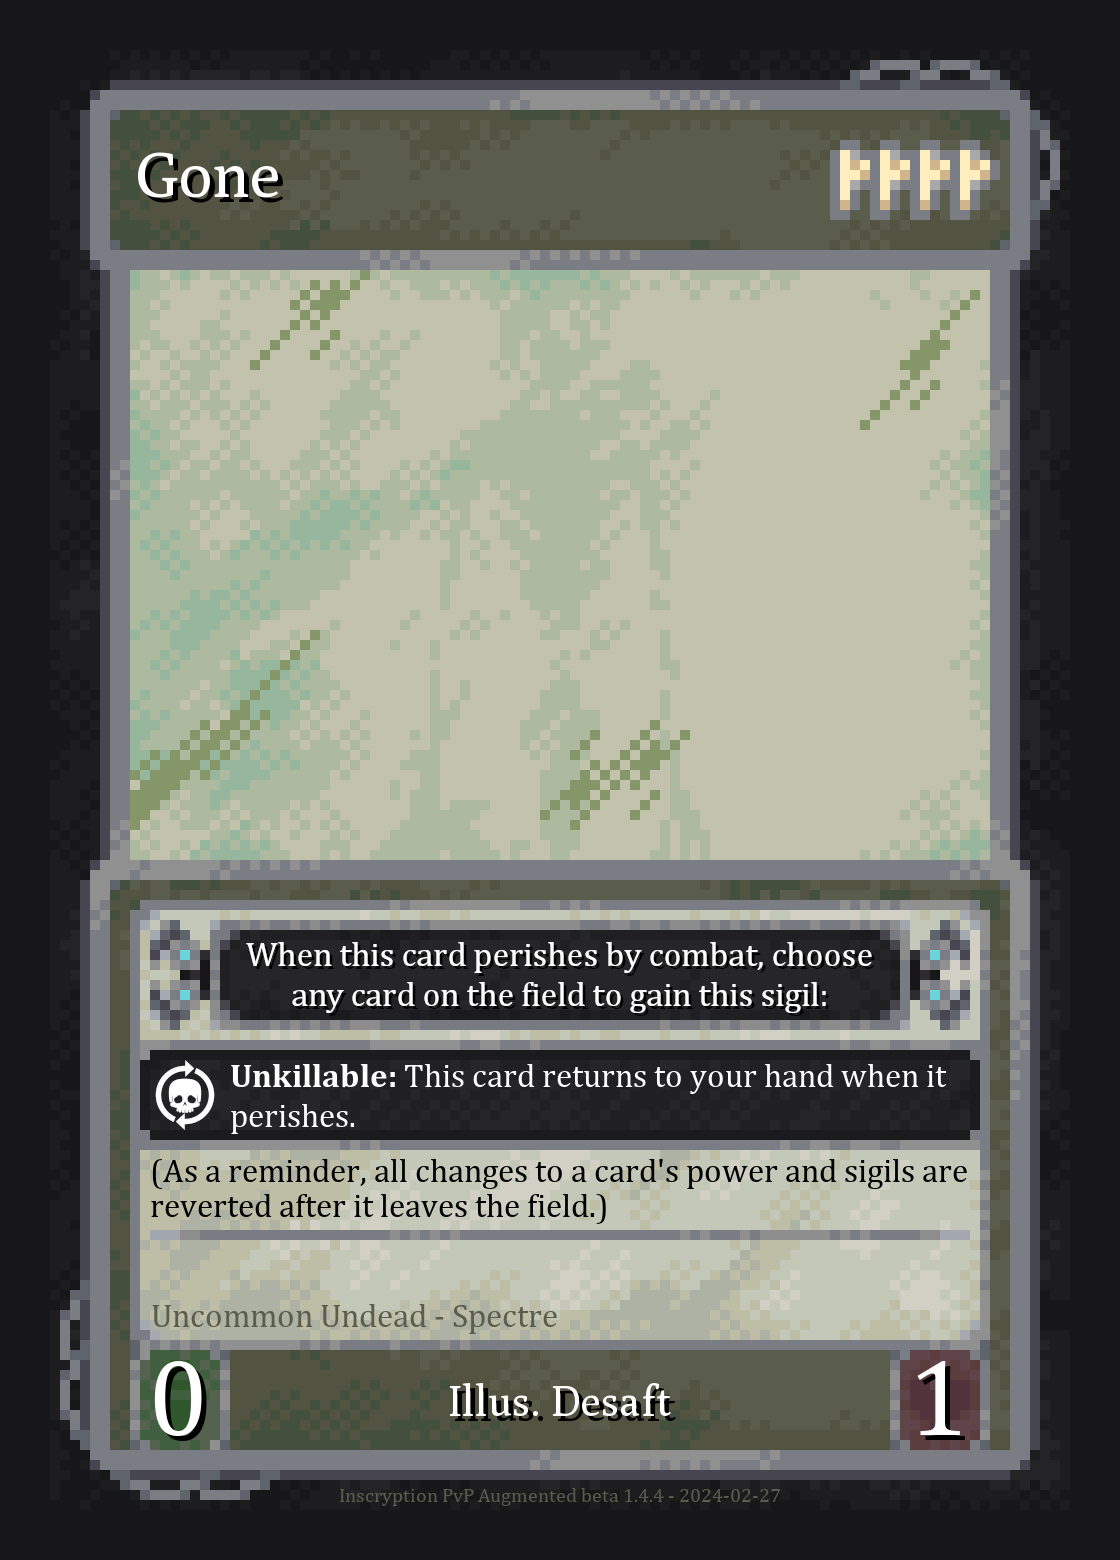 Gone
When this card perishes by combat, choose
any card on the field to gain this sigil:
Unkillable: This card returns to your hand when it
perishes.
(As a reminder, all changes to a card's power and sigils are
reverted after it leaves the field.)
Uncommon Undead - Spectre
0
Illus. Desaft
1
Inscryption PvP Augmented beta 1.4.4 - 2024-02-27